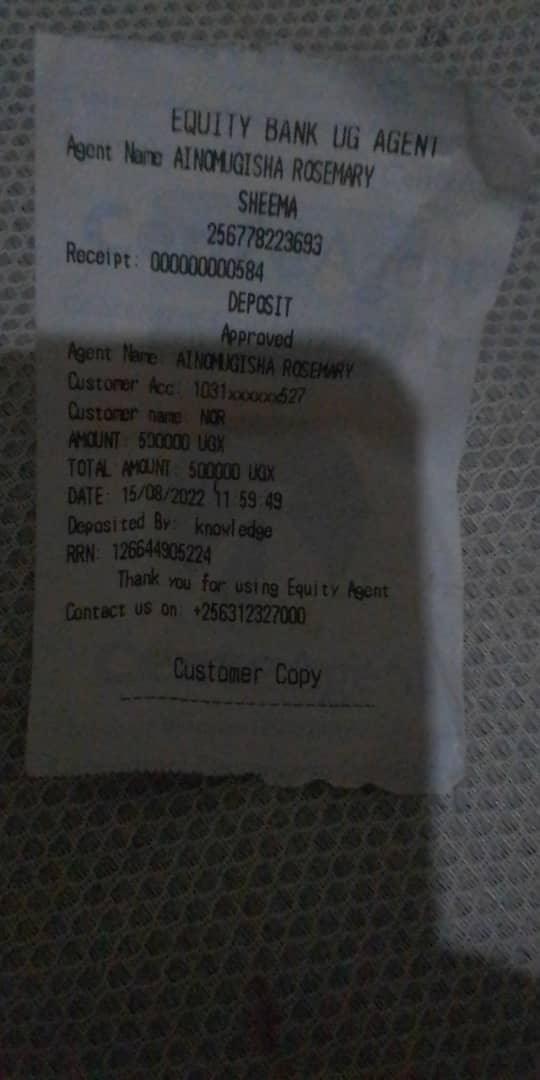 EQUITY BANK UG AGENT
Agent Name AINOMUGISHA ROSEMARY
SHEEMA
256778223693
Receipt: 000000000584
DEPOSIT
Approved
Agent Name: AINOMUGISHA ROSEMARY
Customer Acc: 1031xxxxxx527
Customer name: NOR
AMOUNT: 500000 UGX
TOTAL AMOUNT: 500000 UGX
DATE: 15/08/2022 11:59:49
Deposited By: knowledge
RRN: 126644905224
Thank you for using Equity Agent
Contact us on: +256312327000
Customer Copy